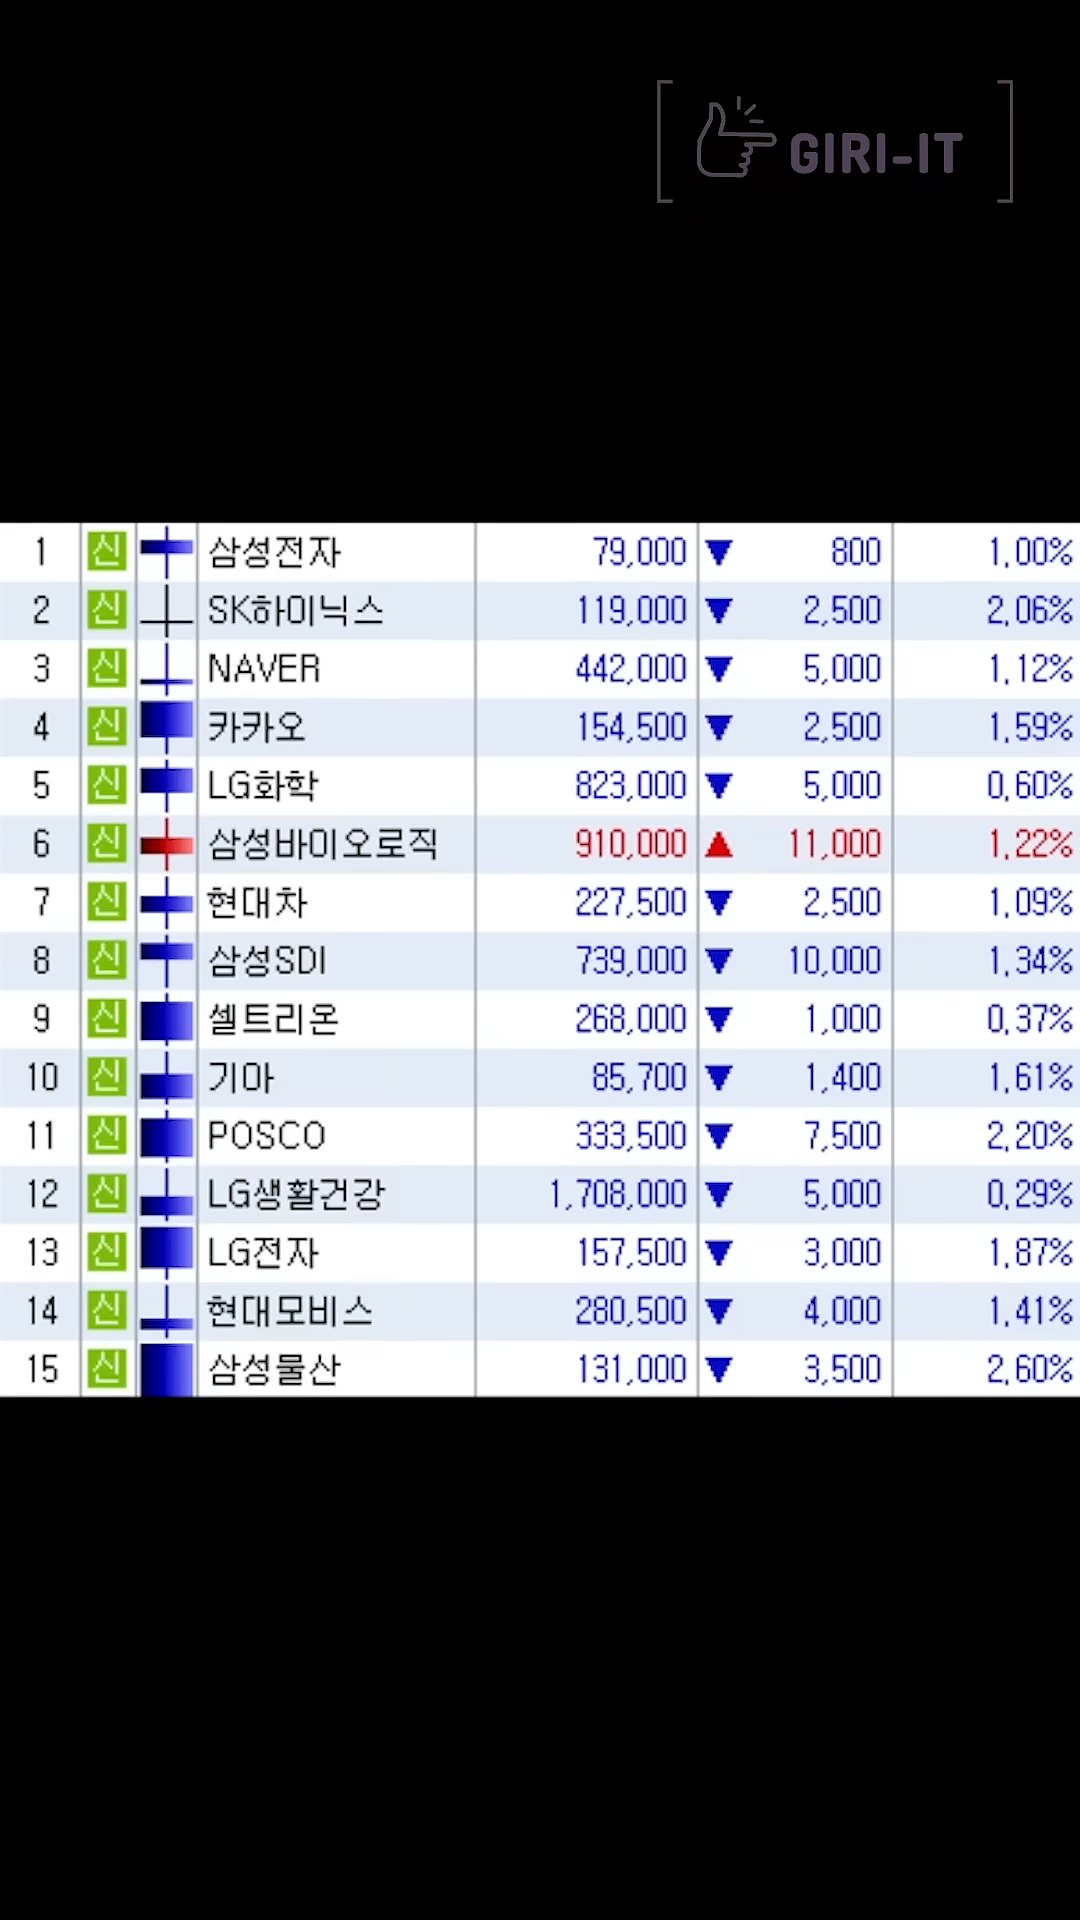 GIRI-IT
1 신 삼성전자 79,000 ▼ 800 1,00%
2 신 SK하이닉스 119,000 ▼ 2,500 2,06%
3 신 NAVER 442,000 ▼ 5,000 1,12%
4 신 카카오 154,500 ▼ 2,500 1,59%
5 신 LG화학 823,000 ▼ 5,000 0,60%
6 신 삼성바이오로직 910,000 ▲ 11,000 1,22%
7 신 현대차 227,500 ▼ 2,500 1,09%
8 신 삼성SDI 739,000 ▼ 10,000 1,34%
9 신 셀트리온 268,000 ▼ 1,000 0,37%
10 신 기아 85,700 ▼ 1,400 1,61%
11 신 POSCO 333,500 ▼ 7,500 2,20%
12 신 LG생활건강 1,708,000 ▼ 5,000 0,29%
13 신 LG전자 157,500 ▼ 3,000 1,87%
14 신 현대모비스 280,500 ▼ 4,000 1,41%
15 신 삼성물산 131,000 ▼ 3,500 2,60%